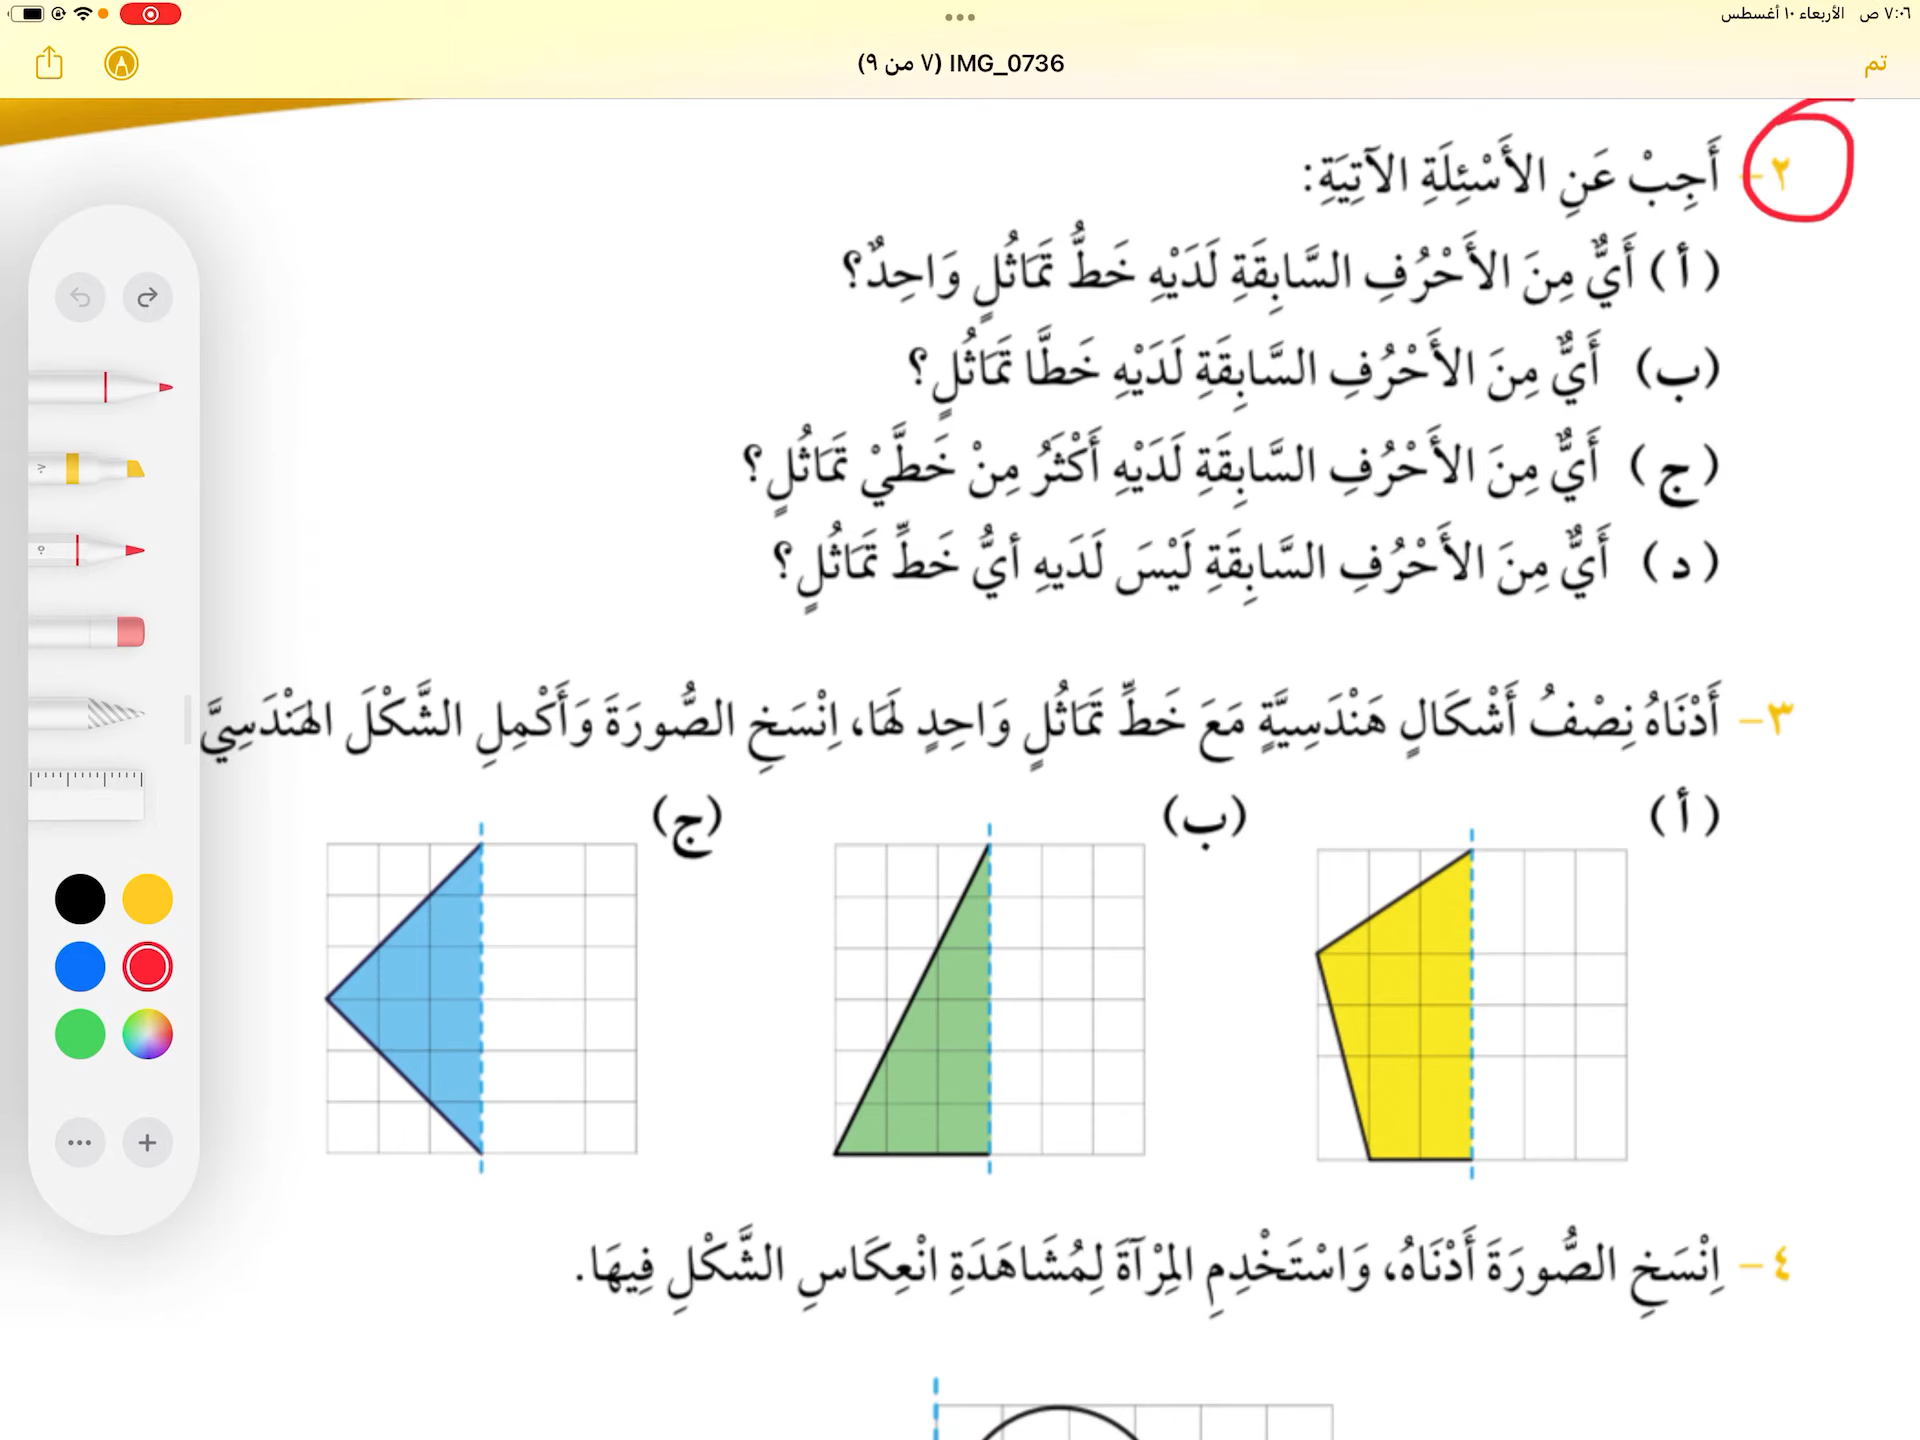 ٧:٠٦ ص الأربعاء ١٠ أغسطس
تم
IMG_0736 (٧ من ٩)
٢- أَجِبْ عَنِ الأَسْئِلَةِ الآتِيَةِ:
(أ) أَيٌّ مِنَ الأَحْرُفِ السَّابِقَةِ لَدَيْهِ خَطُّ تَمَاثُلٍ وَاحِدٌ؟
(ب) أَيٌّ مِنَ الأَحْرُفِ السَّابِقَةِ لَدَيْهِ خَطَّا تَمَاثُلٍ؟
(ج) أَيٌّ مِنَ الأَحْرُفِ السَّابِقَةِ لَدَيْهِ أَكْثَرُ مِنْ خَطَّيْ تَمَاثُلٍ؟
(د) أَيٌّ مِنَ الأَحْرُفِ السَّابِقَةِ لَيْسَ لَدَيهِ أيُّ خَطِّ تَمَاثُلٍ؟
٣- أَدْنَاهُ نِصْفُ أَشْكَالٍ هَنْدَسِيَّةٍ مَعَ خَطِّ تَمَاثُلٍ وَاحِدٍ لَهَا، اِنْسَخِ الصُّورَةَ وَأَكْمِلِ الشَّكْلَ الهَنْدَسِيَّ
(أ)
(ب)
(ج)
٤- اِنْسَخِ الصُّورَةَ أَدْنَاهُ، وَاسْتَخْدِمِ المِرْآةَ لِمُشَاهَدَةِ انْعِكَاسِ الشَّكْلِ فِيهَا.